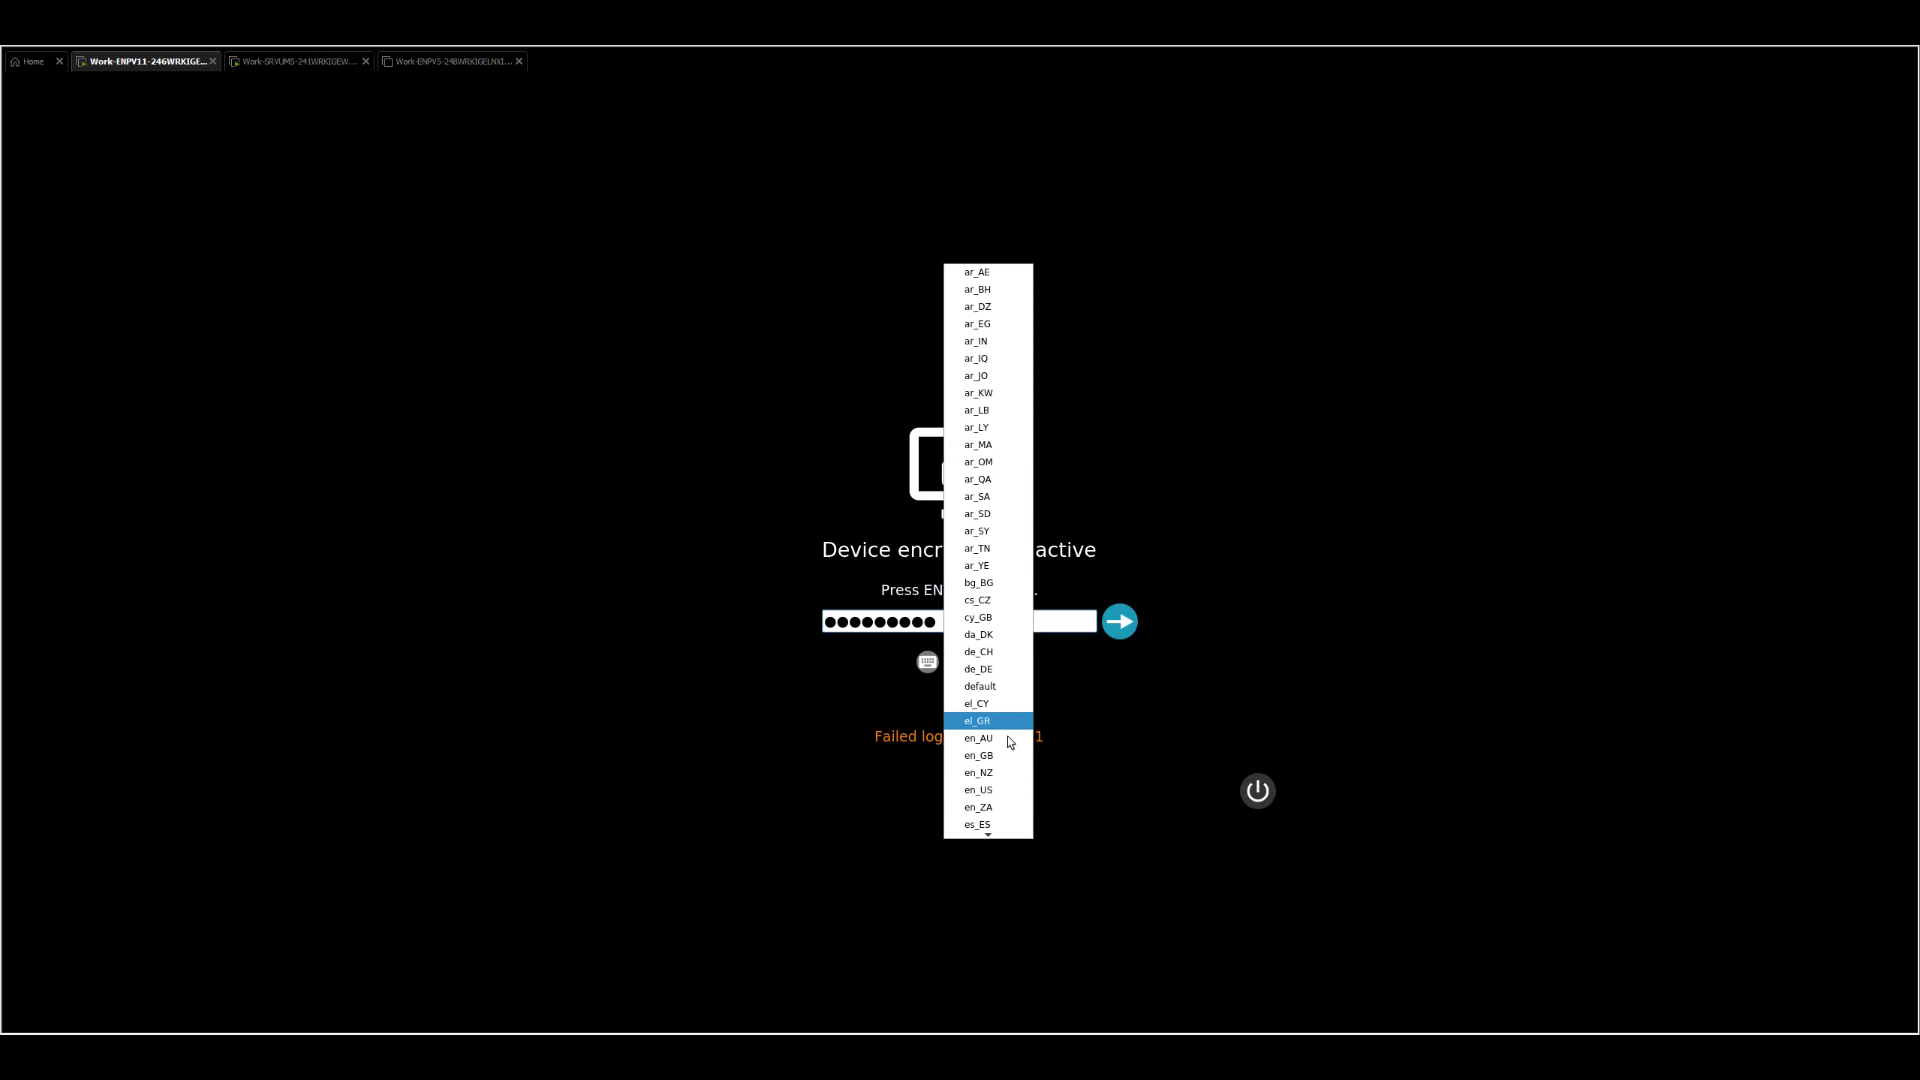 Home
Work-ENPV11-246WRKIGE...
Work-SRVUMS-241WRKIGEW...
Work-ENPV5-248WRKIGELNXI...
ar_AE
ar_BH
ar_DZ
ar_EG
ar_IN
ar_IQ
ar_JO
ar_KW
ar_LB
ar_LY
ar_MA
ar_OM
ar_QA
ar_SA
ar_SD
ar_SY
ar_TN
ar_YE
bg_BG
cs_CZ
cy_GB
da_DK
de_CH
de_DE
default
el_CY
el_GR
en_AU
en_GB
en_NZ
en_US
en_ZA
es_ES
Device encr active
Press EN .
Failed log 1